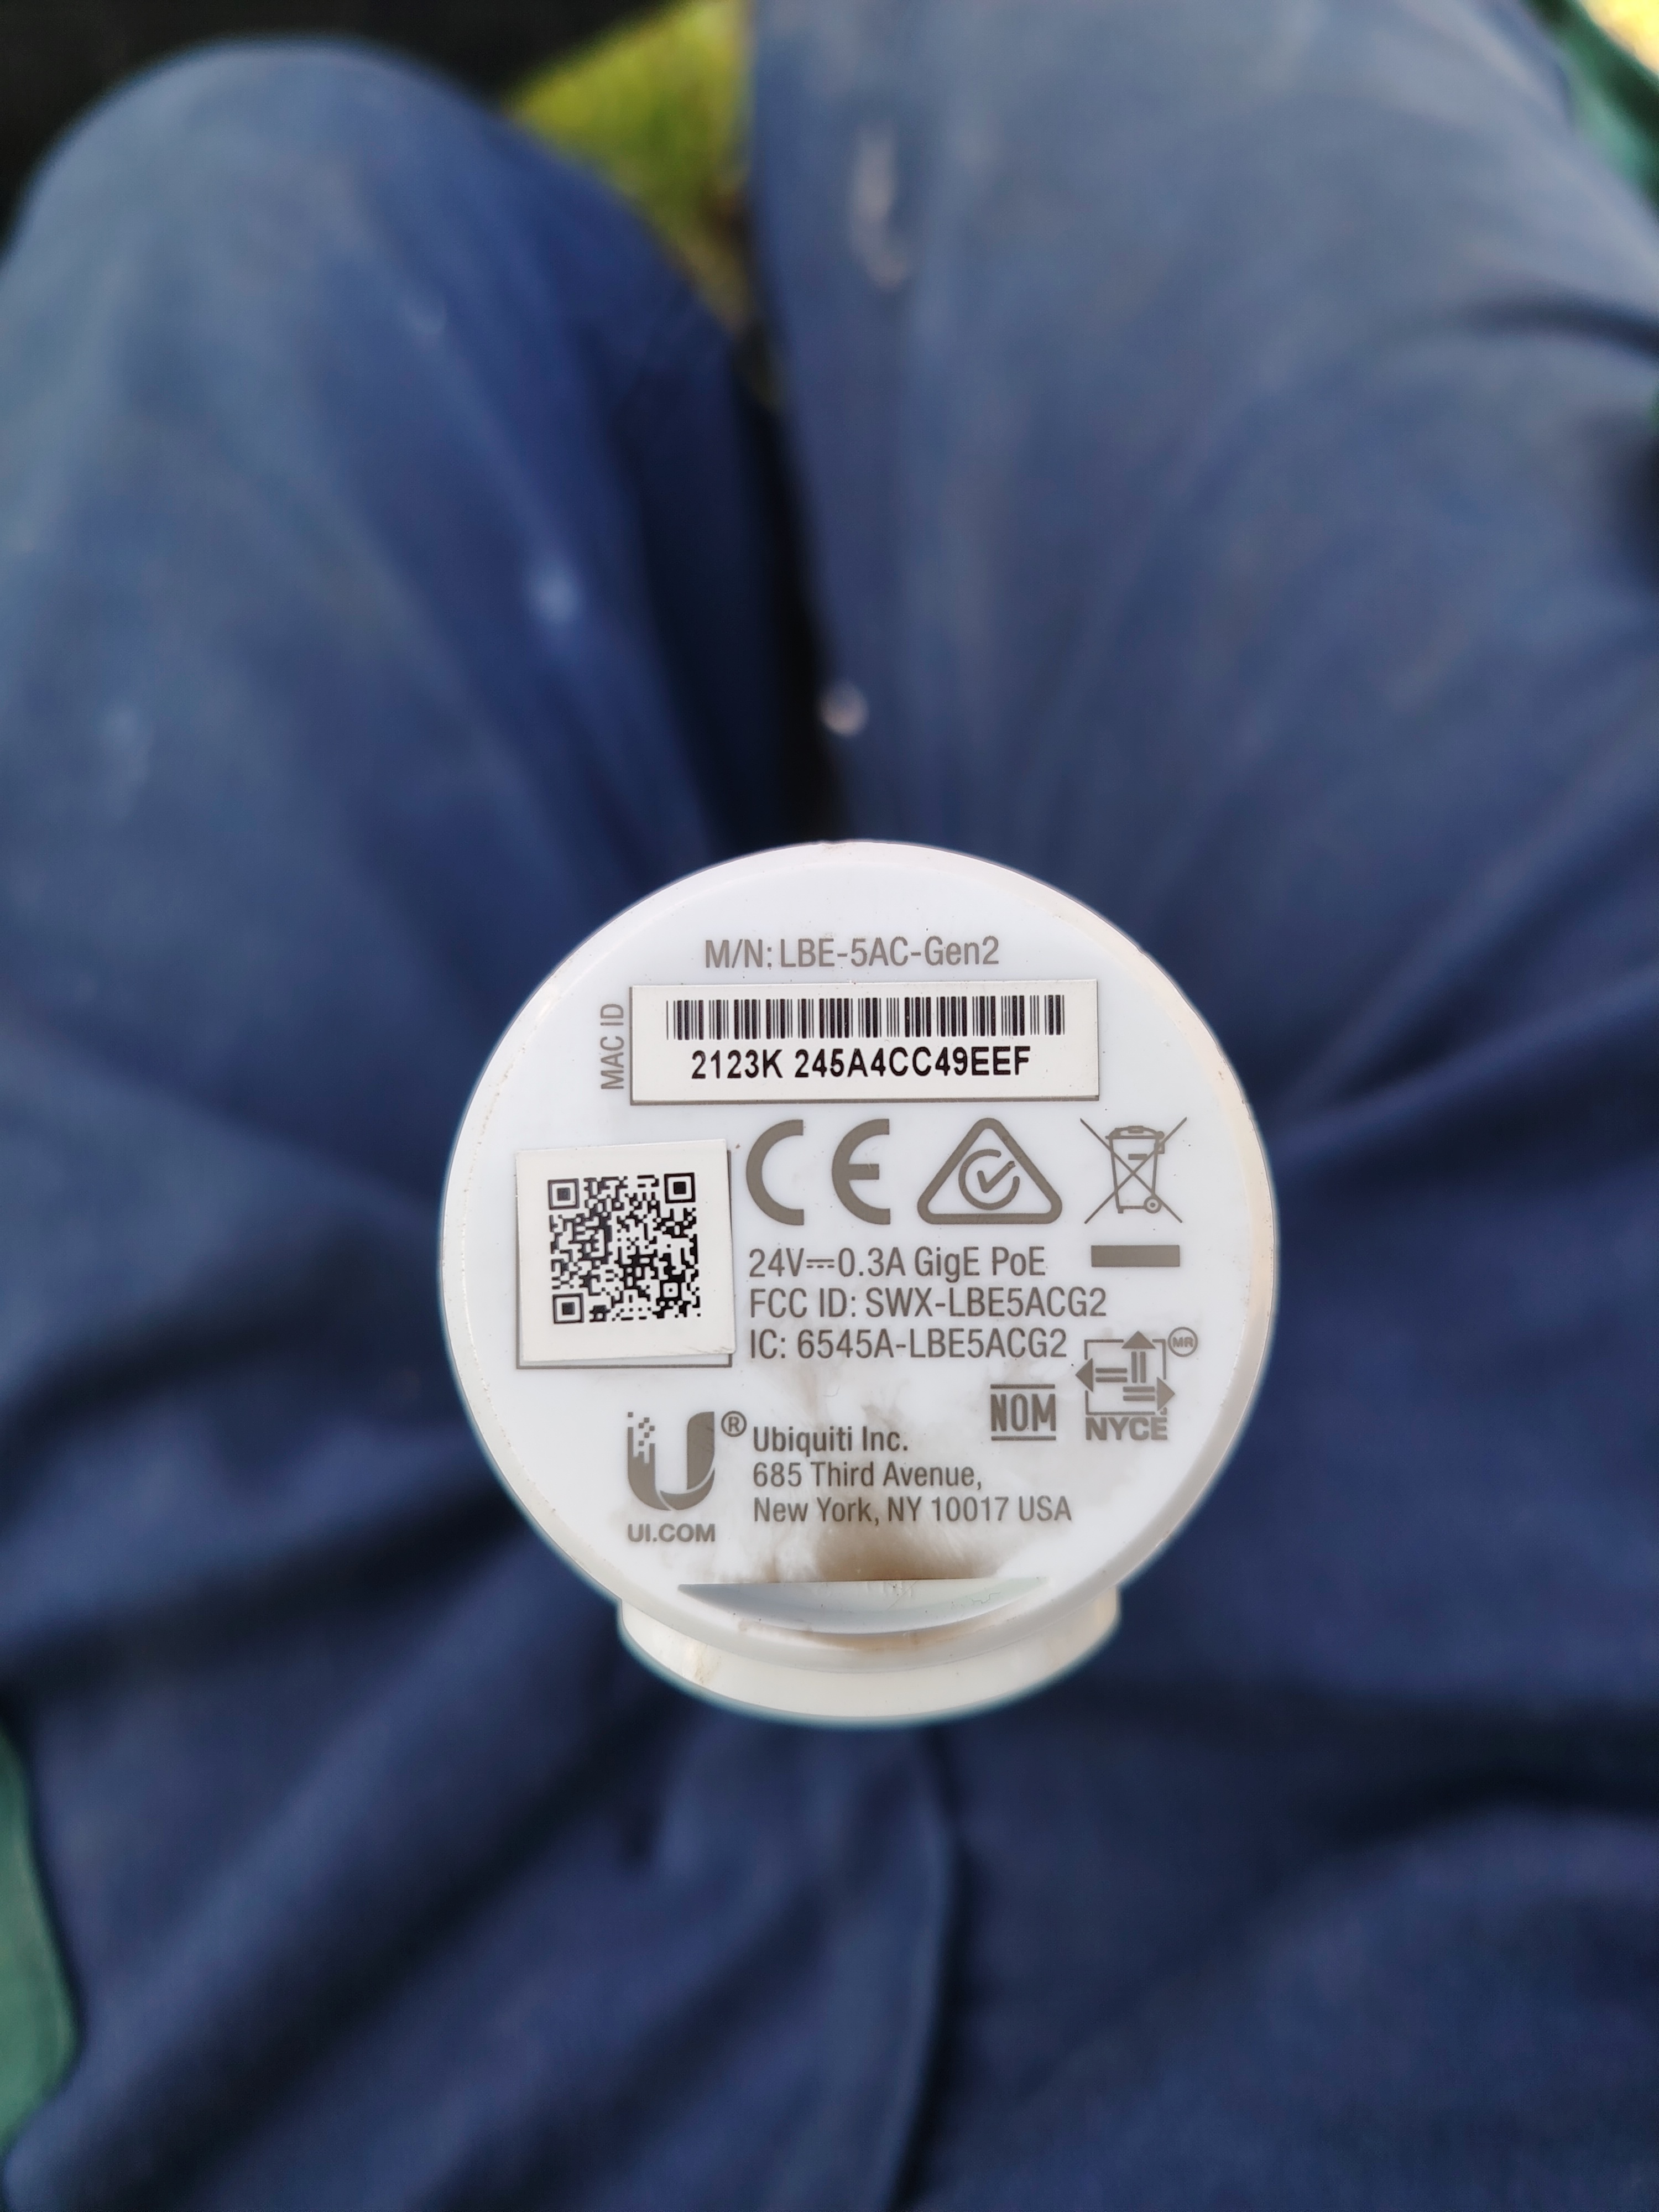 M/N: LBE-5AC-Gen2
MAC ID
2123K 245A4CC49EEF
CE
24V⎓0.3A GigE PoE
FCC ID: SWX-LBE5ACG2
IC: 6545A-LBE5ACG2
MR
NOM
NYCE
U®
UI.COM
Ubiquiti Inc.
685 Third Avenue,
New York, NY 10017 USA